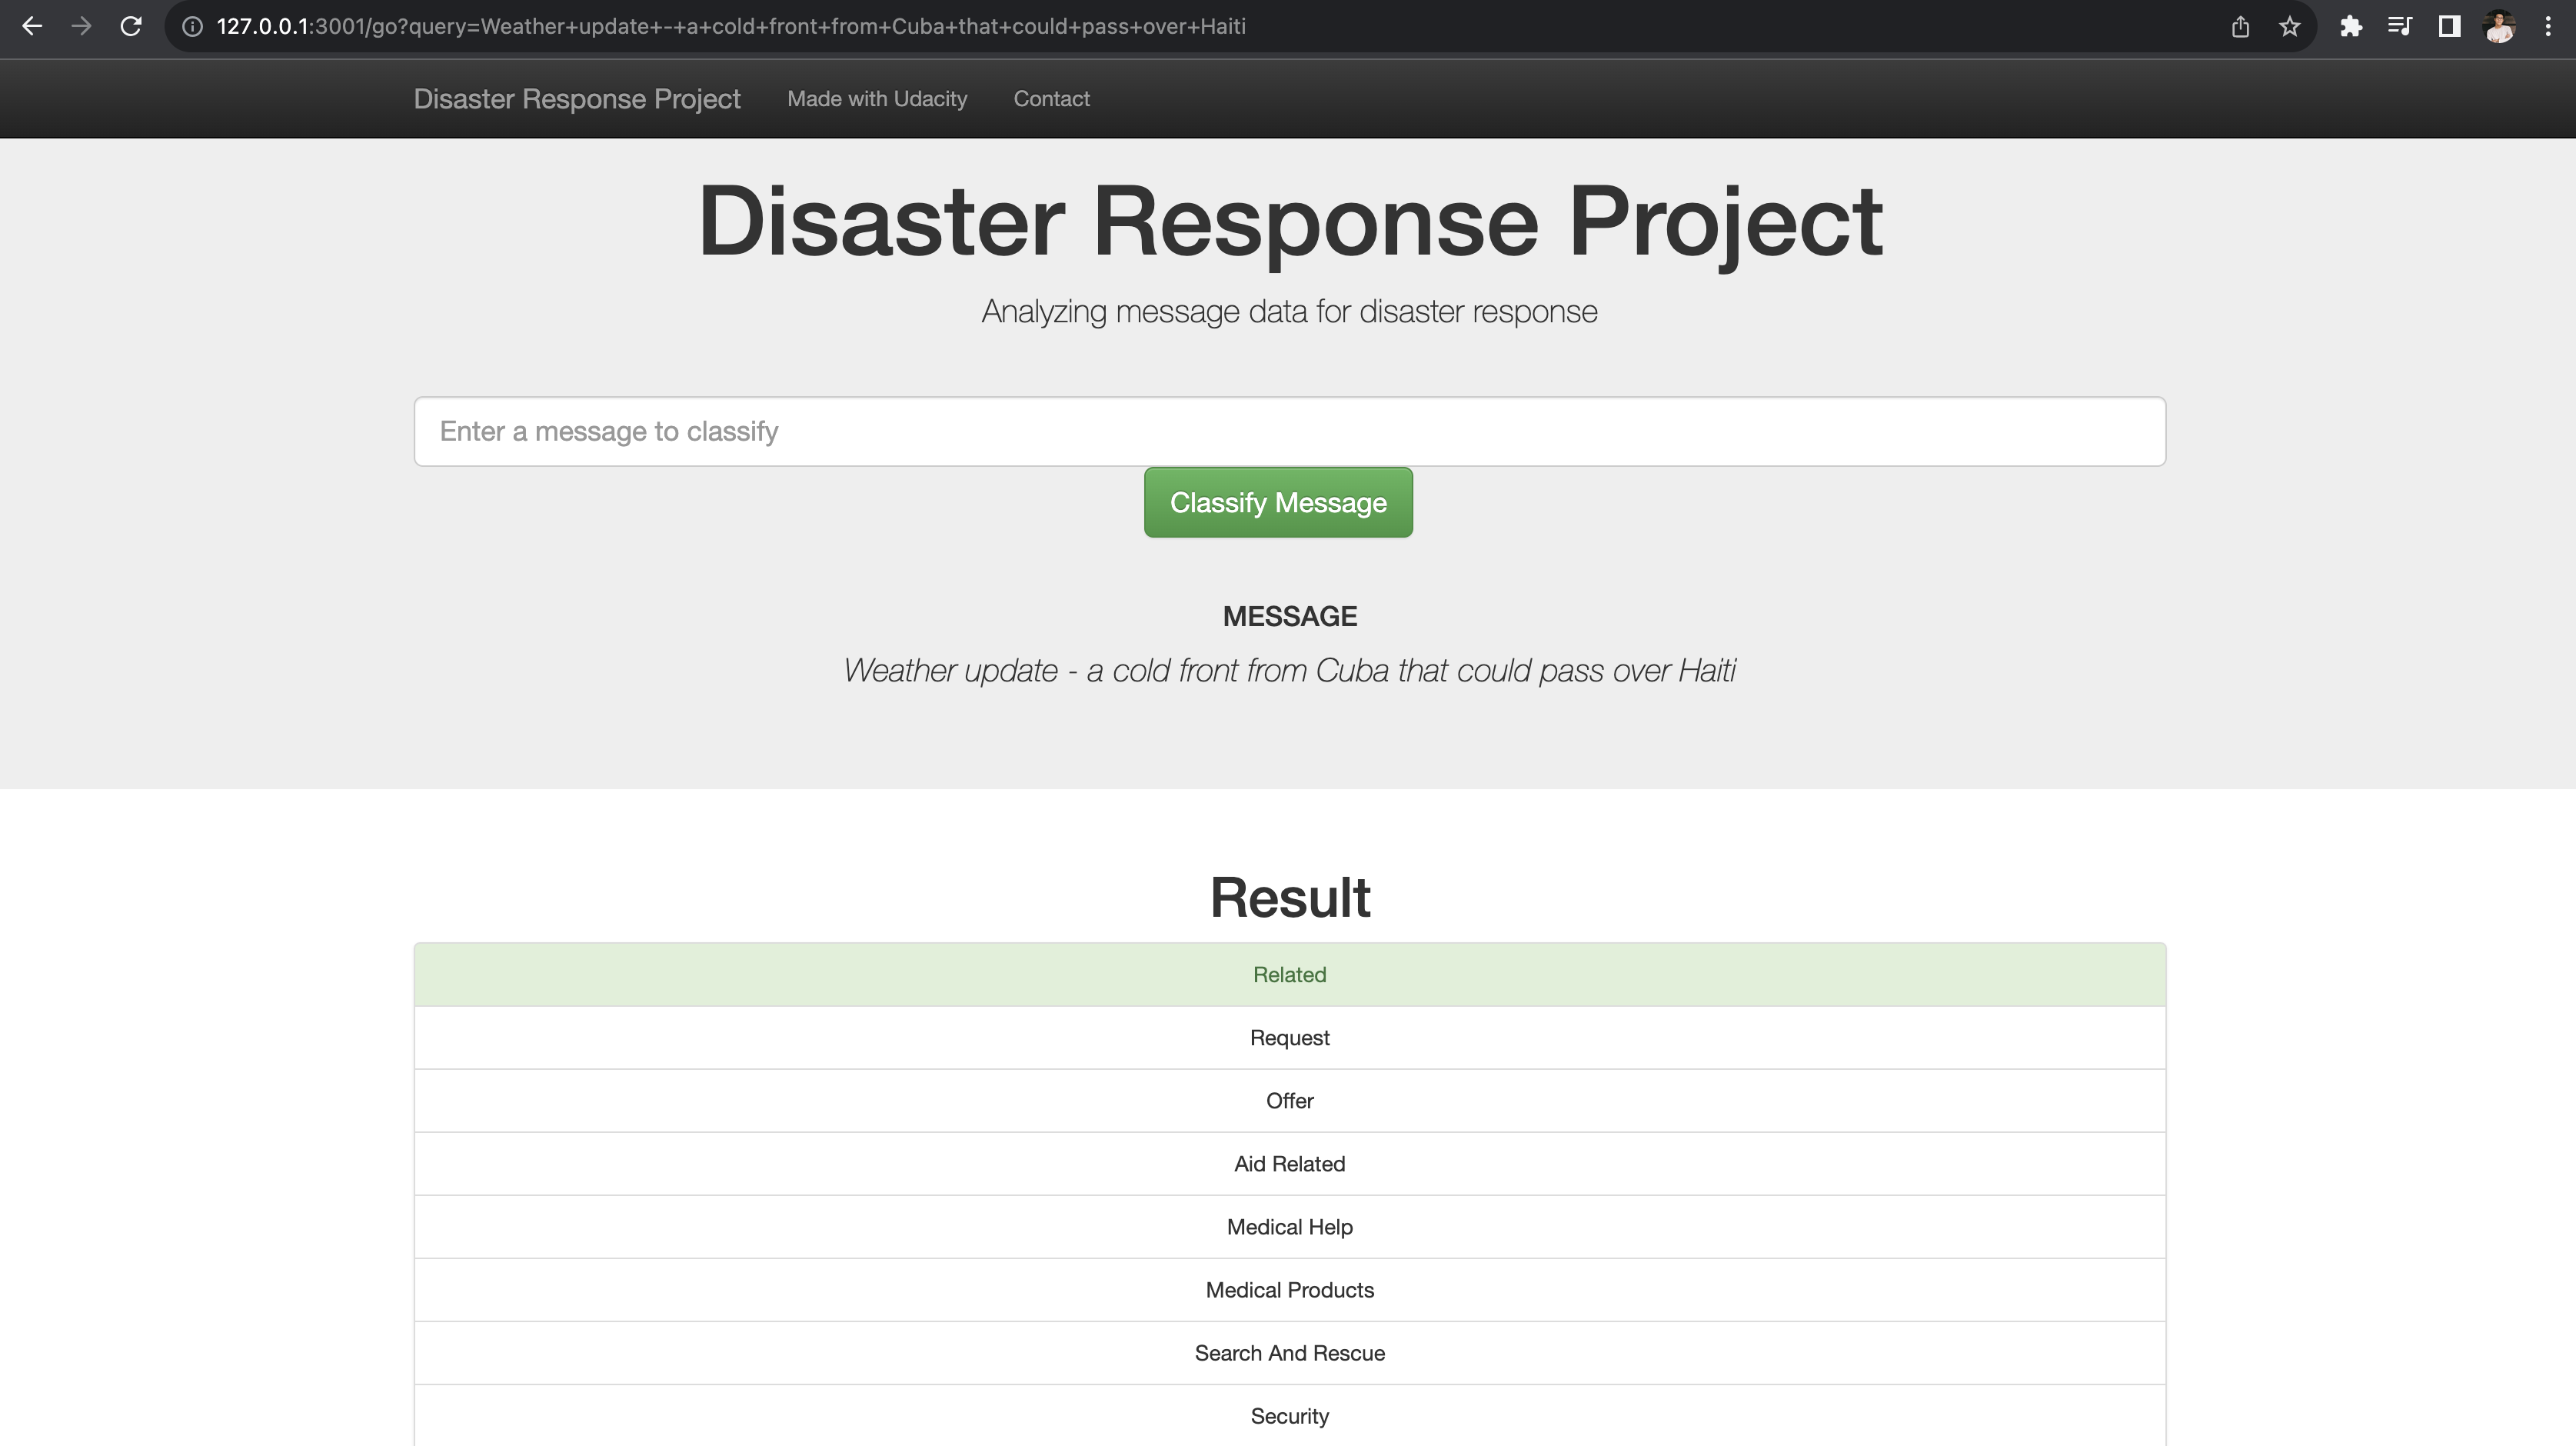 127.0.0.1:3001/go?query=Weather+update+-+a+cold+front+from+Cuba+that+could+pass+over+Haiti
Disaster Response Project Made with Udacity Contact
Disaster Response Project
Analyzing message data for disaster response
Enter a message to classify
Classify Message
MESSAGE
Weather update - a cold front from Cuba that could pass over Haiti
Result
Related
Request
Offer
Aid Related
Medical Help
Medical Products
Search And Rescue
Security